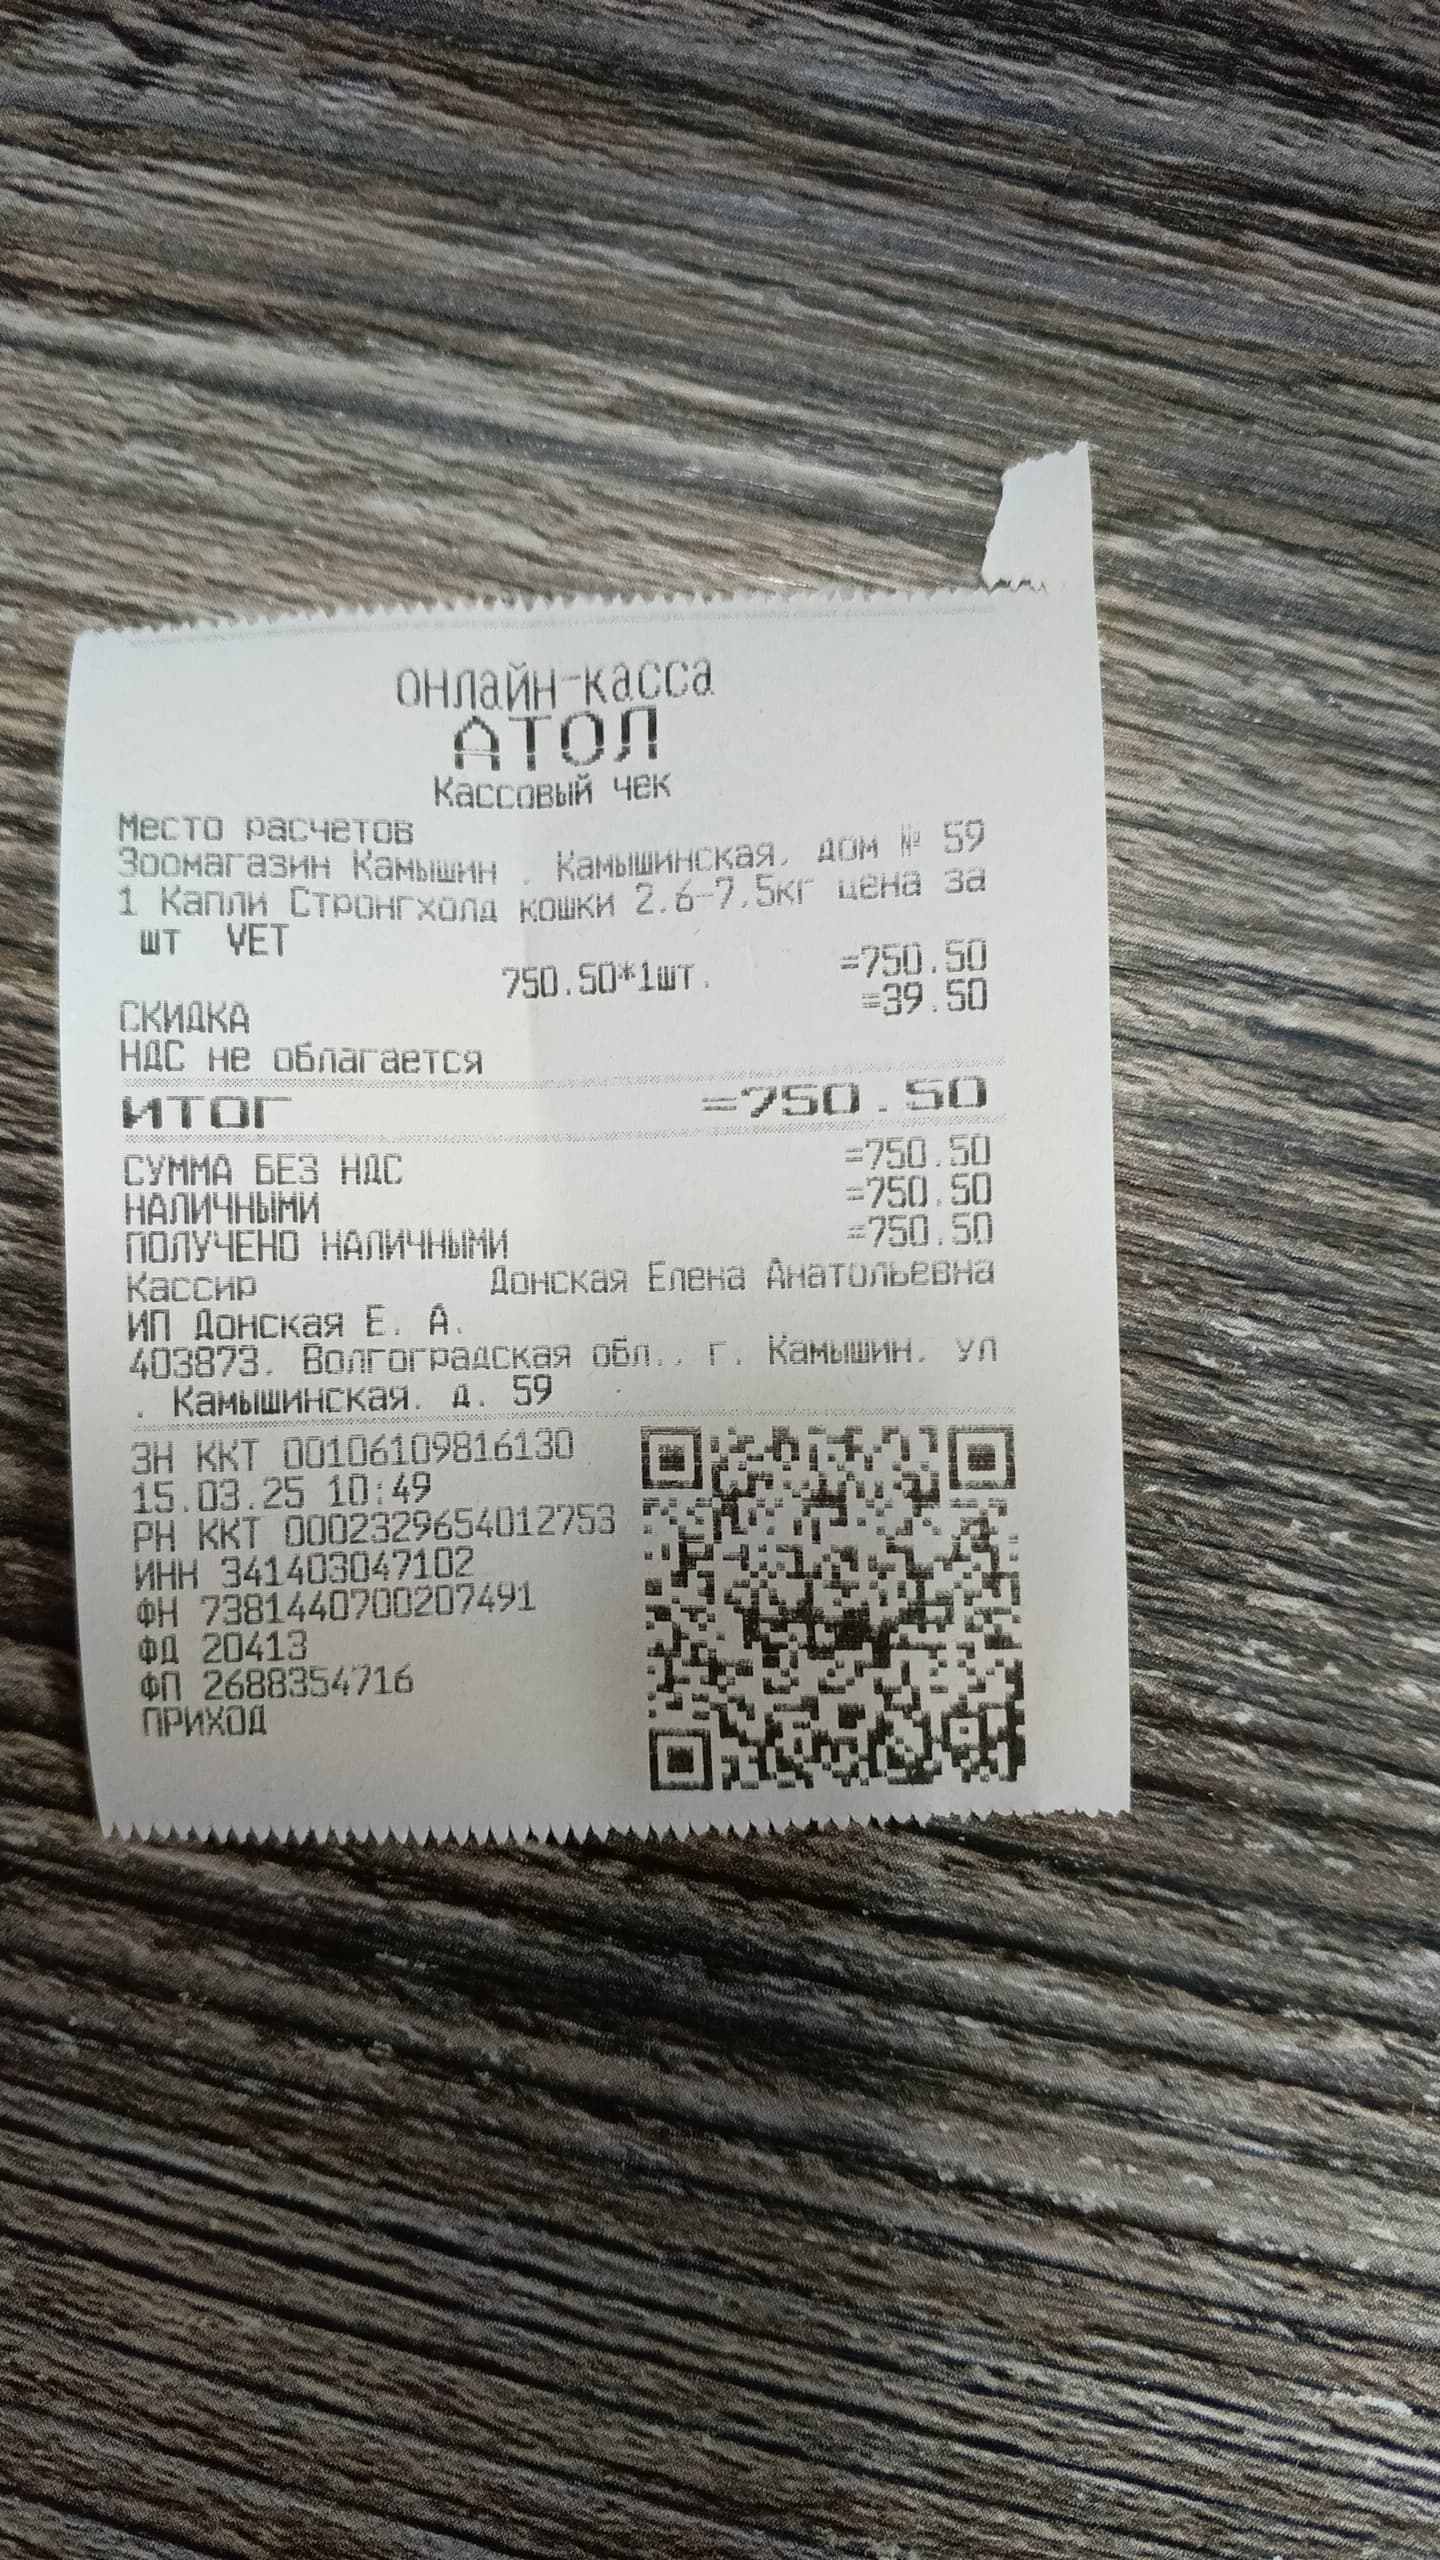 онлайн-касса
АТОЛ
Кассовый чек
Место расчетов
Зоомагазин Камышин , Камышинская, дом № 59
1 Капли Стронгхолд кошки 2,6-7,5кг цена за
шт VET
750.50*1шт. =750.50
СКИДКА =39.50
НДС не облагается
ИТОГ =750.50
СУММА БЕЗ НДС =750.50
НАЛИЧНЫМИ =750.50
ПОЛУЧЕНО НАЛИЧНЫМИ =750.50
Кассир Донская Елена Анатольевна
ИП Донская Е. А.
403873, Волгоградская обл., г. Камышин, ул
. Камышинская, д. 59
ЗН ККТ 00106109816130
15.03.25 10:49
РН ККТ 0002329654012753
ИНН 341403047102
ФН 7381440700207491
ФД 20413
ФП 2688354716
ПРИХОД